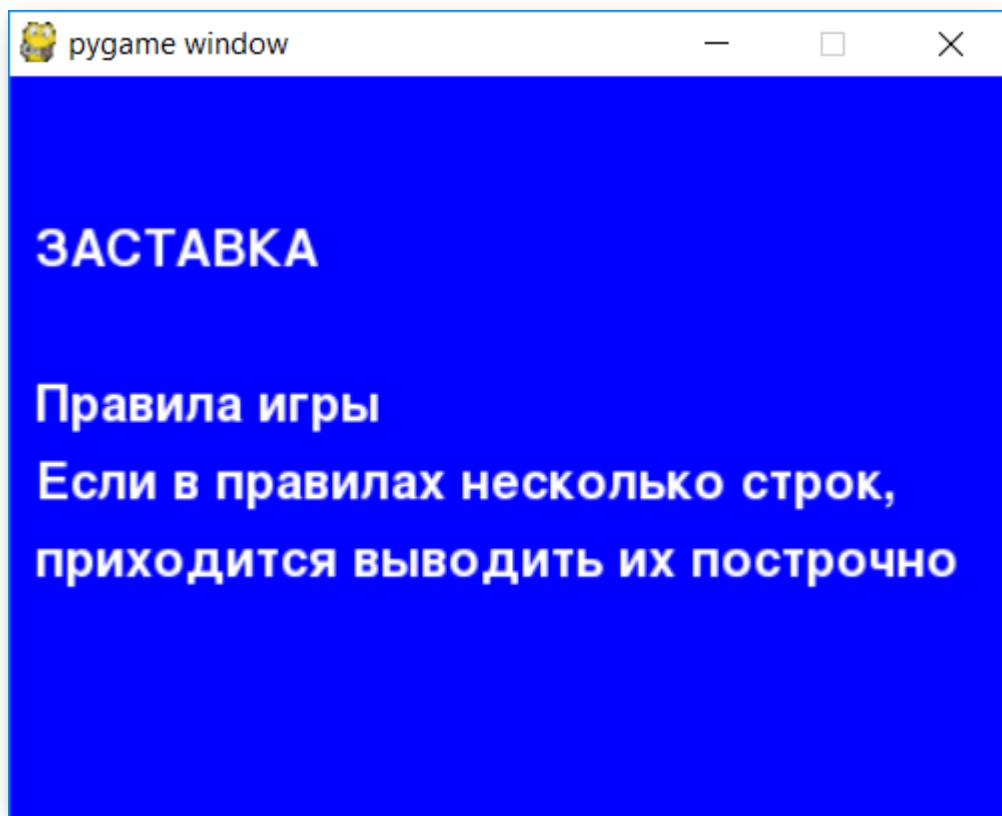 pygame window
ЗАСТАВКА
Правила игры
Если в правилах несколько строк,
приходится выводить их построчно